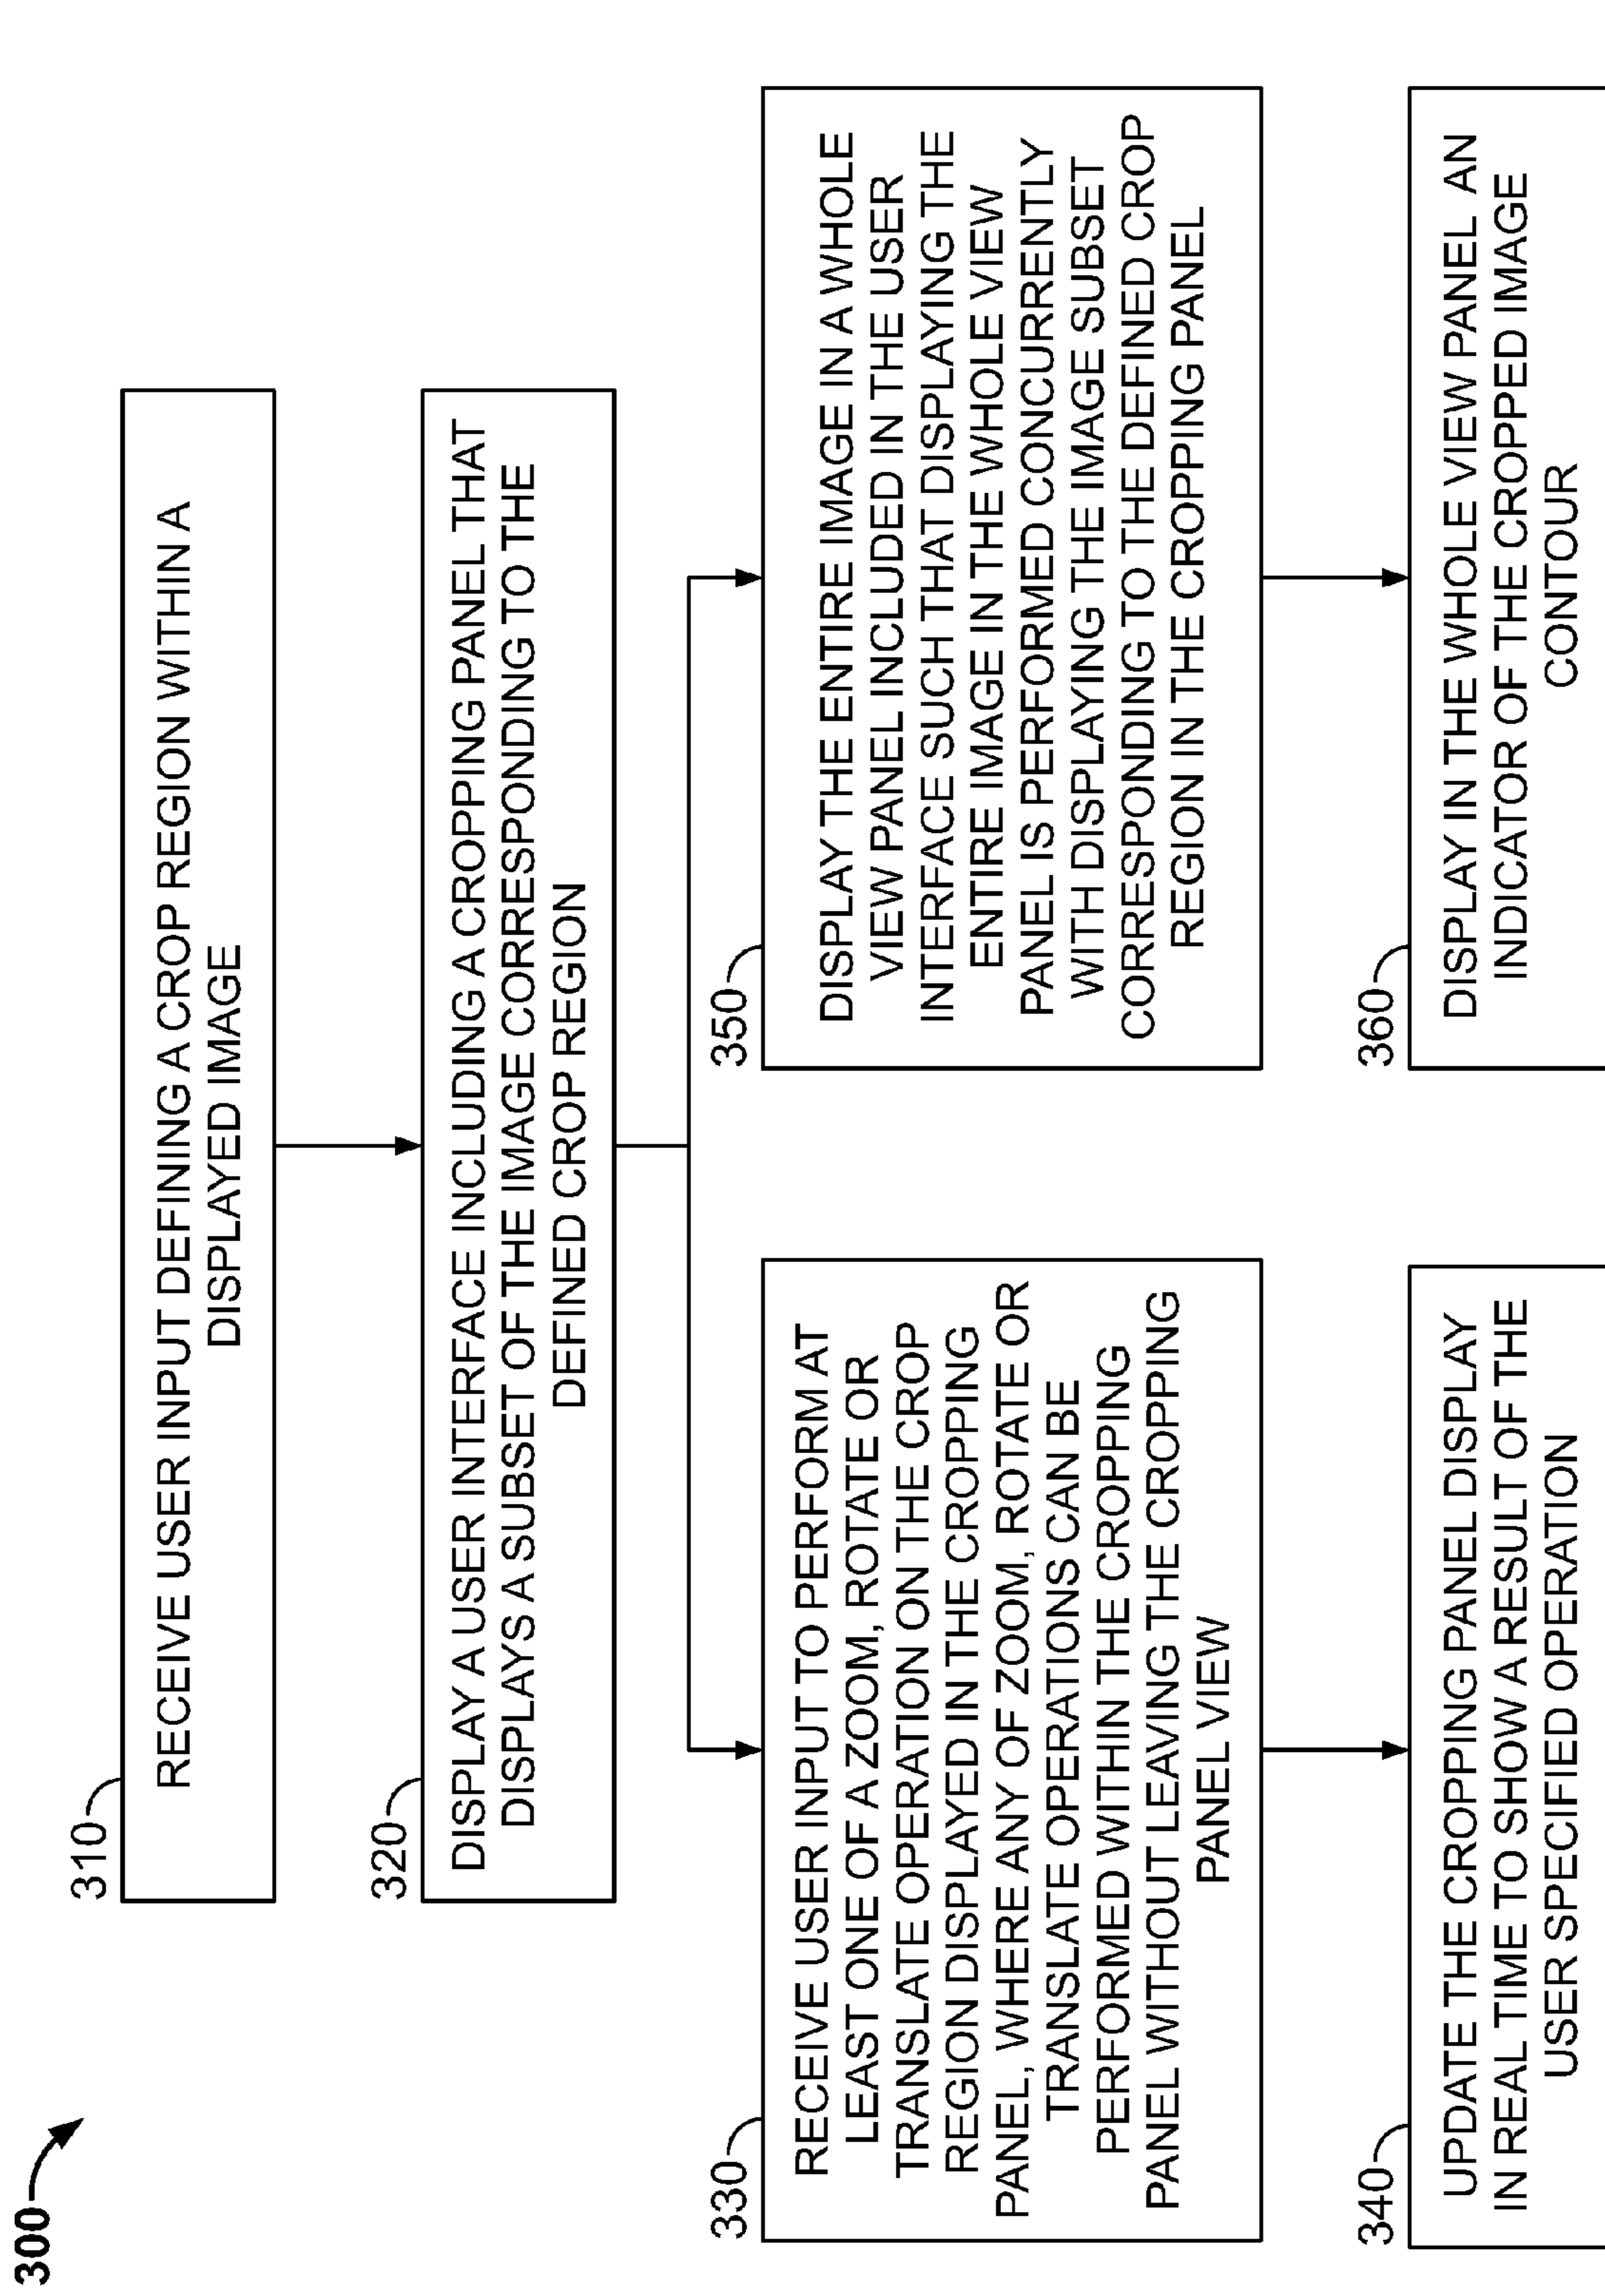 300
310
RECEIVE USER INPUT DEFINING A CROP REGION WITHIN A
DISPLAYED IMAGE
320
DISPLAY A USER INTERFACE INCLUDING A CROPPING PANEL THAT
DISPLAYS A SUBSET OF THE IMAGE CORRESPONDING TO THE
DEFINED CROP REGION
330
RECEIVE USER INPUT TO PERFORM AT
LEAST ONE OF A ZOOM, ROTATE OR
TRANSLATE OPERATION ON THE CROP
REGION DISPLAYED IN THE CROPPING
PANEL, WHERE ANY OF ZOOM, ROTATE OR
TRANSLATE OPERATIONS CAN BE
PERFORMED WITHIN THE CROPPING
PANEL WITHOUT LEAVING THE CROPPING
PANEL VIEW
350
DISPLAY THE ENTIRE IMAGE IN A WHOLE
VIEW PANEL INCLUDED IN THE USER
INTERFACE SUCH THAT DISPLAYING THE
ENTIRE IMAGE IN THE WHOLE VIEW
PANEL IS PERFORMED CONCURRENTLY
WITH DISPLAYING THE IMAGE SUBSET
CORRESPONDING TO THE DEFINED CROP
REGION IN THE CROPPING PANEL
340
UPDATE THE CROPPING PANEL DISPLAY
IN REAL TIME TO SHOW A RESULT OF THE
USER SPECIFIED OPERATION
360
DISPLAY IN THE WHOLE VIEW PANEL AN
INDICATOR OF THE CROPPED IMAGE
CONTOUR